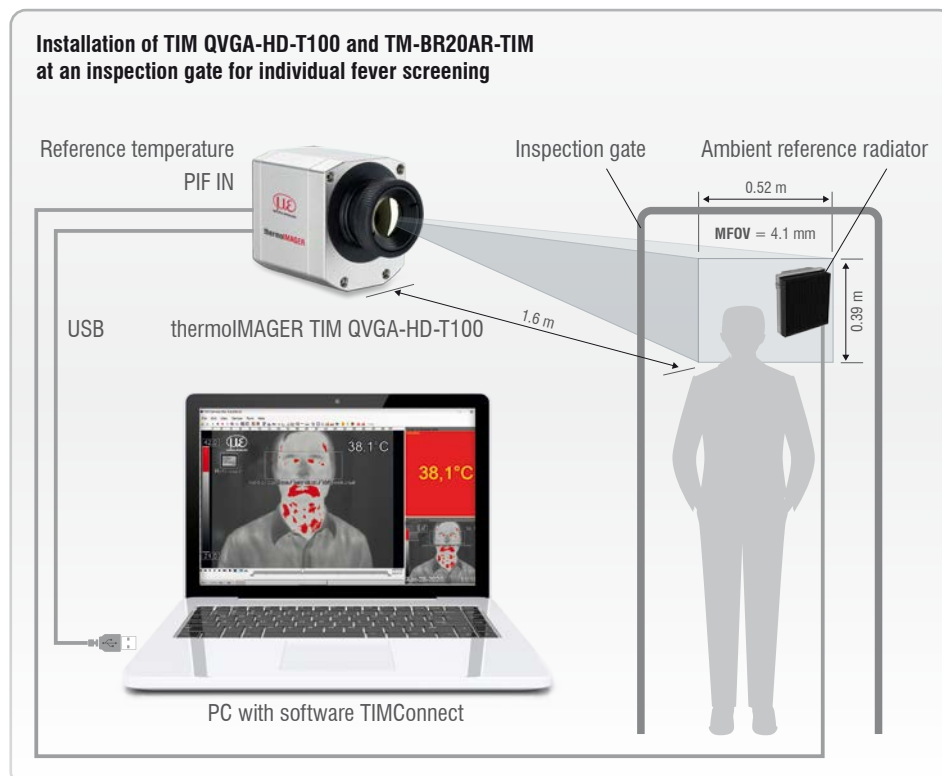 Installation of TIM QVGA-HD-T100 and TM-BR20AR-TIM
at an inspection gate for individual fever screening
Reference temperature
PIF IN
Inspection gate
Ambient reference radiator
0.52 m
MFOV = 4.1 mm
0.39 m
1.6 m
thermoIMAGER
USB
thermoIMAGER TIM QVGA-HD-T100
38.1°C
38,1°C
PC with software TIMConnect